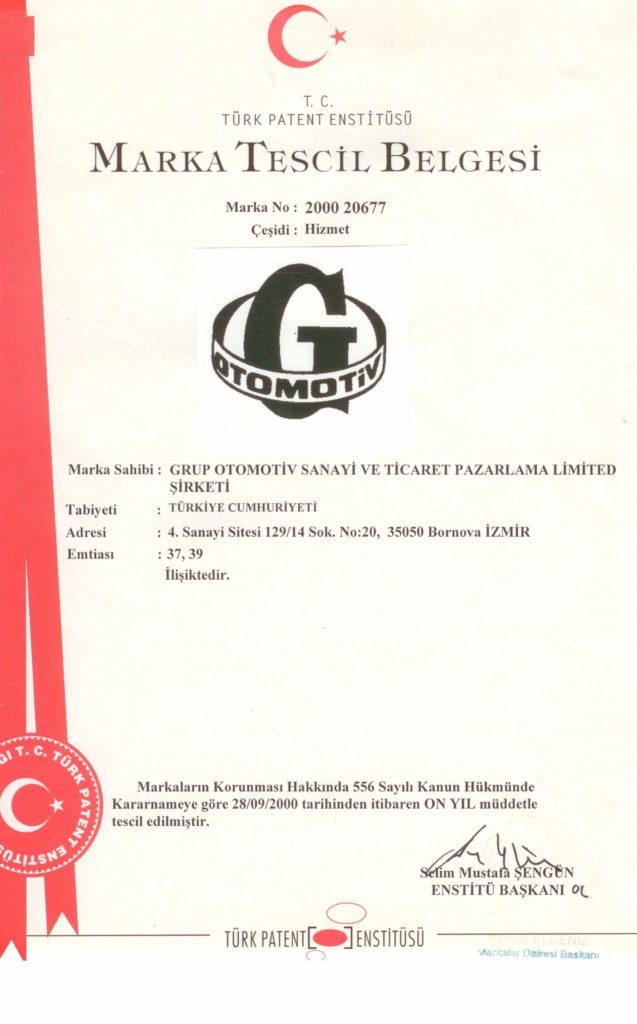 T. C.
TÜRK PATENT ENSTİTÜSÜ
MARKA TESCİL BELGESİ
Marka No : 2000 20677
Çeşidi : Hizmet
G
OTOMOTİV
Marka Sahibi : GRUP OTOMOTİV SANAYİ VE TİCARET PAZARLAMA LİMİTED
ŞİRKETİ
Tabiyeti : TÜRKİYE CUMHURİYETİ
Adresi : 4. Sanayi Sitesi 129/14 Sok. No:20, 35050 Bornova İZMİR
Emtiası : 37, 39
İlişiktedir.
T. C. TÜRK PATENT ENSTİTÜSÜ
Markaların Korunması Hakkında 556 Sayılı Kanun Hükmünde
Kararnameye göre 28/09/2000 tarihinden itibaren ON YIL müddetle
tescil edilmiştir.
Selim Mustafa ŞENGÜN
ENSTİTÜ BAŞKANI
TÜRK PATENT ENSTİTÜSÜ
Markalar Dairesi Başkanı